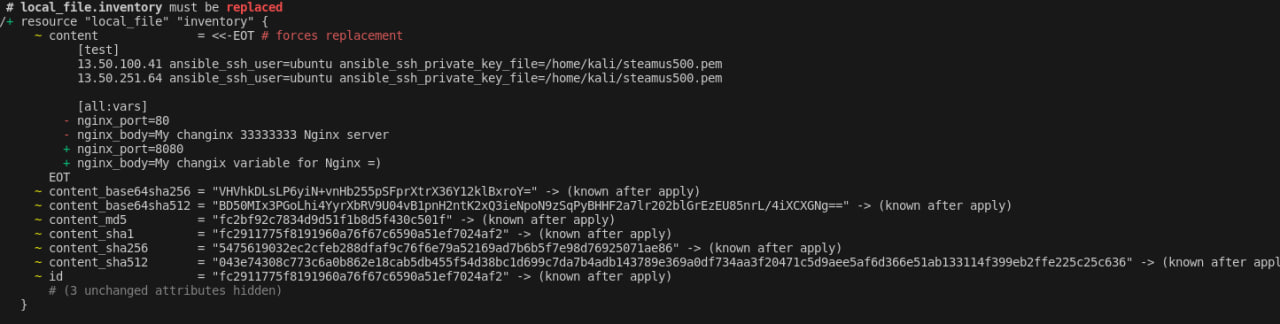 # local_file.inventory must be replaced
/+ resource "local_file" "inventory" {
~ content = <<-EOT # forces replacement
[test]
13.50.100.41 ansible_ssh_user=ubuntu ansible_ssh_private_key_file=/home/kali/steamus500.pem
13.50.251.64 ansible_ssh_user=ubuntu ansible_ssh_private_key_file=/home/kali/steamus500.pem
[all:vars]
- nginx_port=80
- nginx_body=My changinx 33333333 Nginx server
+ nginx_port=8080
+ nginx_body=My changix variable for Nginx =)
EOT
~ content_base64sha256 = "VHVhkDLsLP6yiN+vnHb255pSFprXtrX36Y12klBxroY=" -> (known after apply)
~ content_base64sha512 = "BD50MIx3PGoLhi4YyrXbRV9U04vB1pnH2ntK2xQ3ieNpoN9zSqPyBHHF2a7lr202blGrEzEU85nrL/4iXCXGNg==" -> (known after apply)
~ content_md5 = "fc2bf92c7834d9d51f1b8d5f430c501f" -> (known after apply)
~ content_sha1 = "fc2911775f8191960a76f67c6590a51ef7024af2" -> (known after apply)
~ content_sha256 = "5475619032ec2cfeb288dfaf9c76f6e79a52169ad7b6b5f7e98d76925071ae86" -> (known after apply)
~ content_sha512 = "043e74308c773c6a0b862e18cab5db455f54d38bc1d699c7da7b4adb143789e369a0df734aa3f20471c5d9aee5af6d366e51ab133114f399eb2ffe225c25c636" -> (known after appl
~ id = "fc2911775f8191960a76f67c6590a51ef7024af2" -> (known after apply)
# (3 unchanged attributes hidden)
}